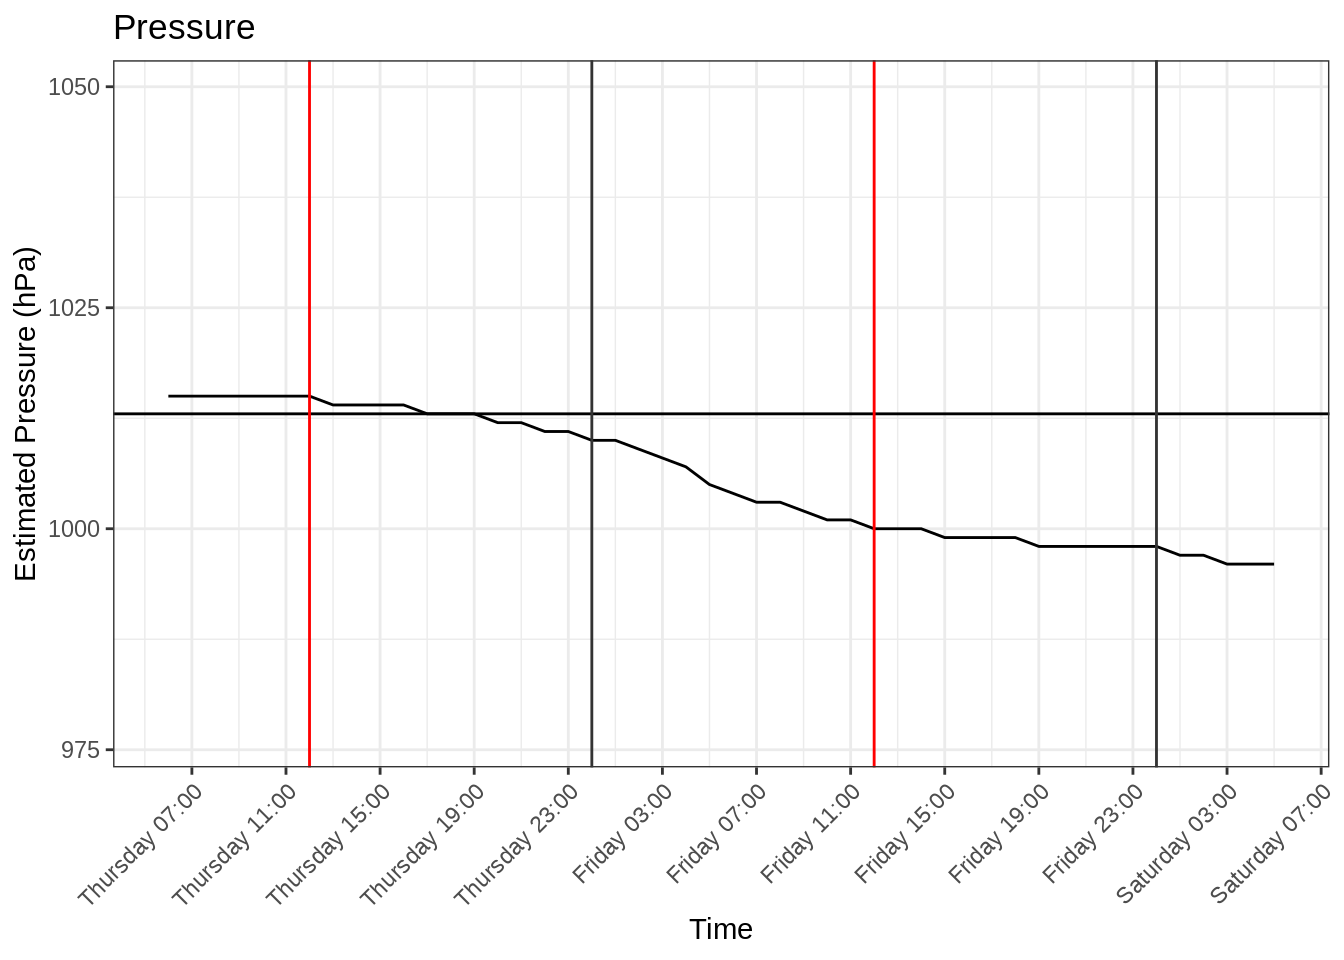 Pressure
Estimated Pressure (hPa)
1050
1025
1000
975
Thursday 07:00
Thursday 11:00
Thursday 15:00
Thursday 19:00
Thursday 23:00
Friday 03:00
Friday 07:00
Friday 11:00
Friday 15:00
Friday 19:00
Friday 23:00
Saturday 03:00
Saturday 07:00
Time